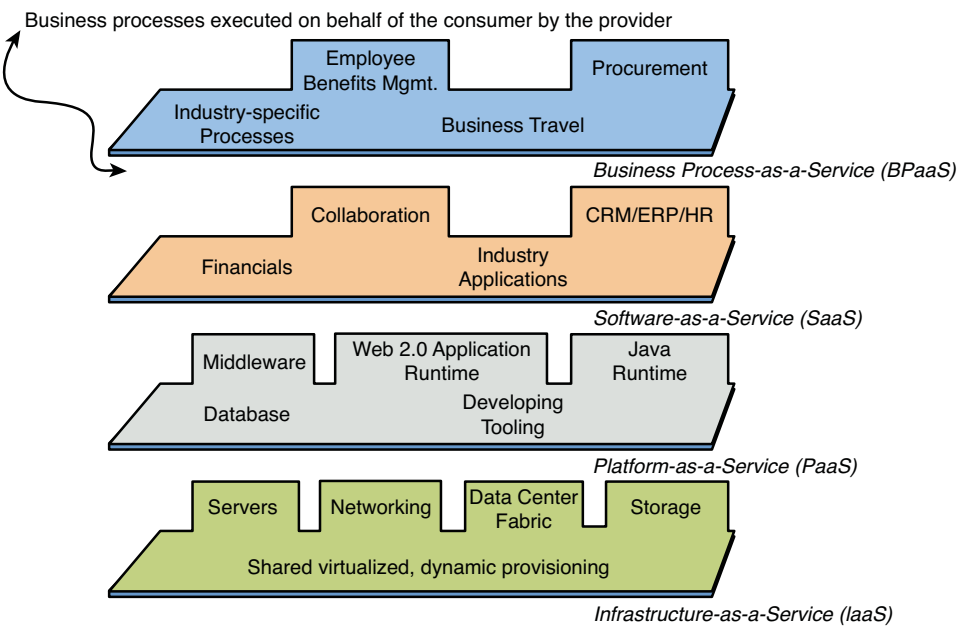 Business processes executed on behalf of the consumer by the provider
Employee
Benefits Mgmt.
Procurement
Industry-specific
Processes
Business Travel
Business Process-as-a-Service (BPaaS)
Collaboration
CRM/ERP/HR
Financials
Industry
Applications
Software-as-a-Service (SaaS)
Middleware
Web 2.0 Application
Runtime
Java
Runtime
Database
Developing
Tooling
Platform-as-a-Service (PaaS)
Servers
Networking
Data Center
Fabric
Storage
Shared virtualized, dynamic provisioning
Infrastructure-as-a-Service (IaaS)